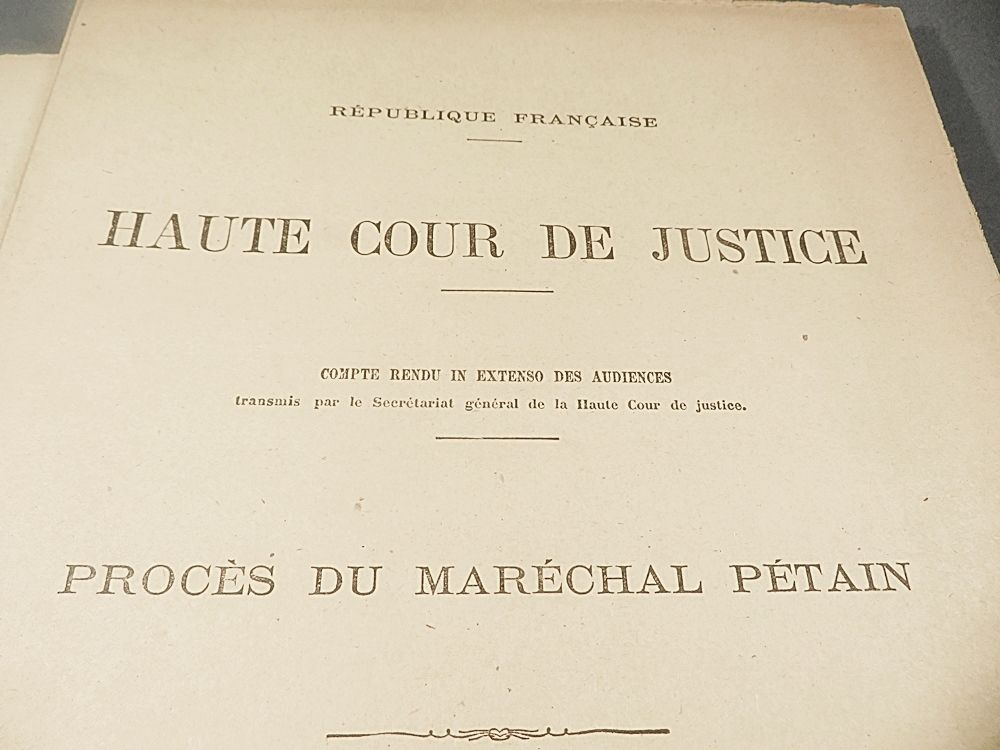 RÉPUBLIQUE FRANÇAISE
HAUTE COUR DE JUSTICE
COMPTE RENDU IN EXTENSO DES AUDIENCES
transmis par le Secrétariat général de la Haute Cour de justice.
PROCÈS DU MARÉCHAL PÉTAIN